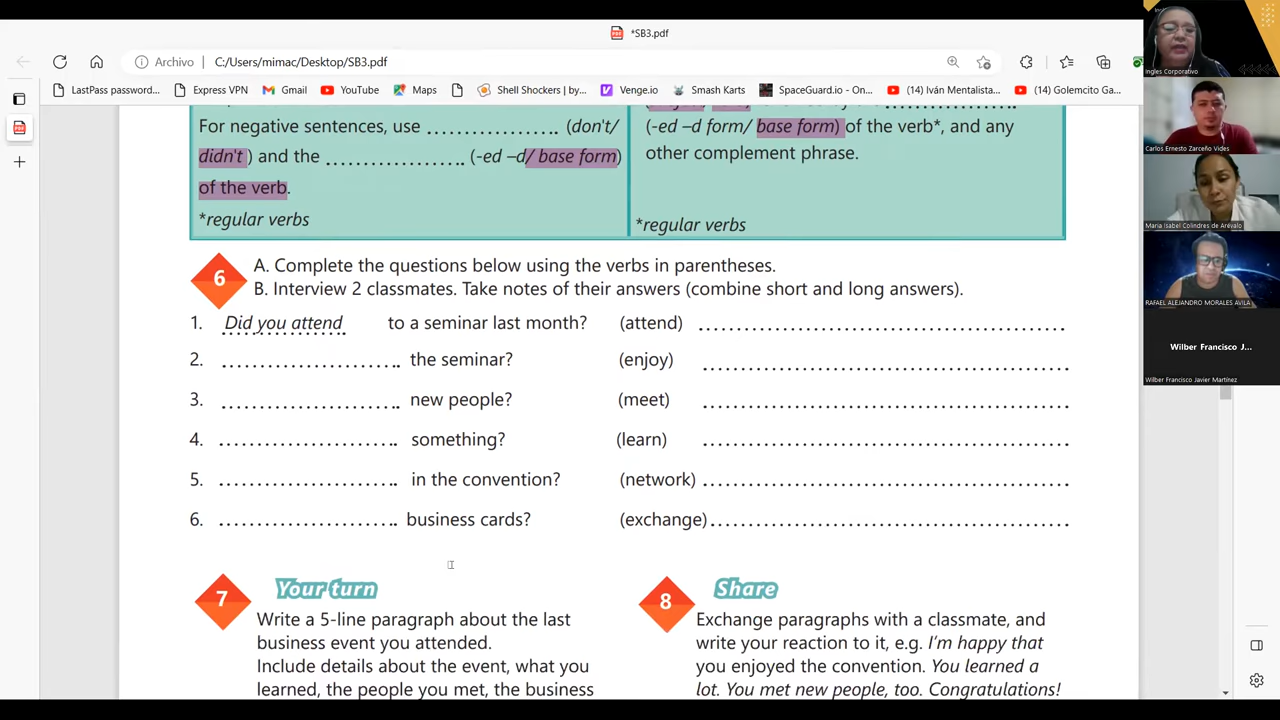 *SB3.pdf
Archivo C:/Users/mimac/Desktop/SB3.pdf
LastPass password... Express VPN Gmail YouTube Maps Shell Shockers | by... Venge.io Smash Karts SpaceGuard.io - On... (14) Iván Mentalista... (14) Golemcito Ga...
For negative sentences, use .................... (don't/
didn't ) and the ...................... (-ed –d/ base form)
of the verb.
*regular verbs
(-ed –d form/ base form) of the verb*, and any
other complement phrase.
*regular verbs
6
A. Complete the questions below using the verbs in parentheses.
B. Interview 2 classmates. Take notes of their answers (combine short and long answers).
1. Did you attend to a seminar last month? (attend) ............................................................
2. ............................. the seminar? (enjoy) ............................................................
3. ............................. new people? (meet) ............................................................
4. ............................. something? (learn) ............................................................
5. ............................. in the convention? (network) ............................................................
6. ............................. business cards? (exchange) ............................................................
7 Your turn
Write a 5-line paragraph about the last
business event you attended.
Include details about the event, what you
learned, the people you met, the business
8 Share
Exchange paragraphs with a classmate, and
write your reaction to it, e.g. I'm happy that
you enjoyed the convention. You learned a
lot. You met new people, too. Congratulations!
Ingles Corporativo
Carlos Ernesto Zarceño Vides
Maria Isabel Colindres de Arévalo
RAFAEL ALEJANDRO MORALES AVILA
Wilber Francisco J...
Wilber Francisco Javier Martínez